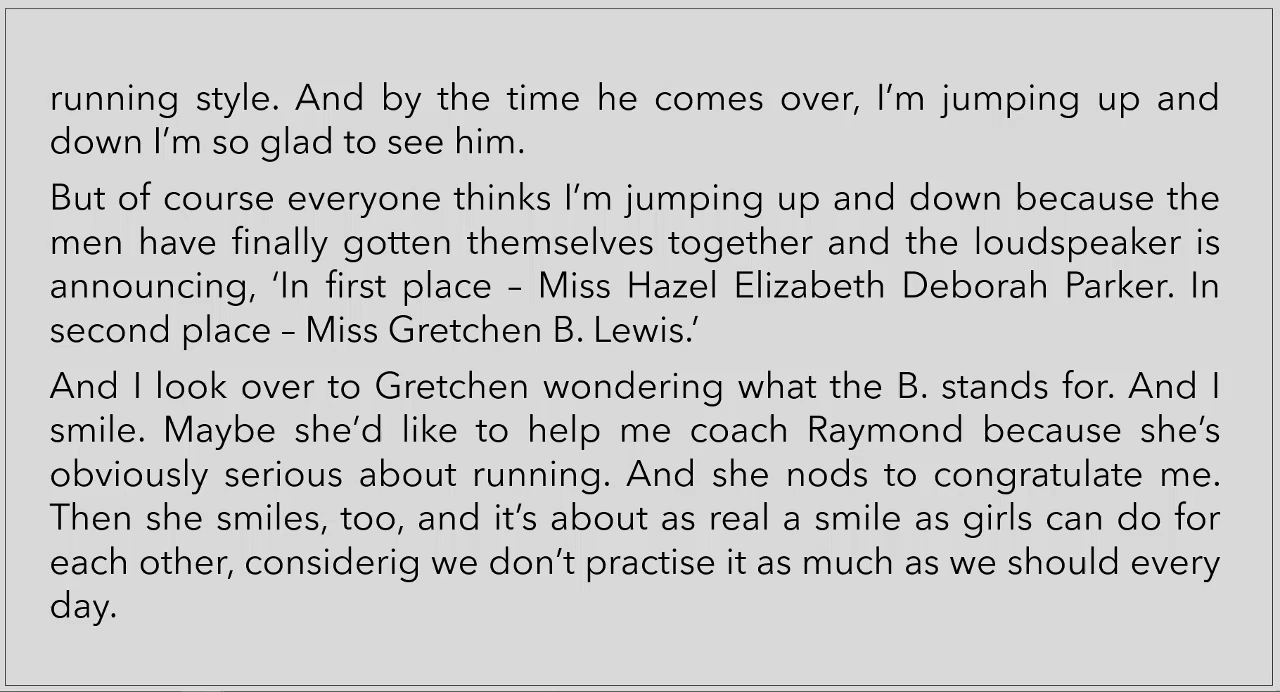 running style. And by the time he comes over, I’m jumping up and
down I’m so glad to see him.
But of course everyone thinks I’m jumping up and down because the
men have finally gotten themselves together and the loudspeaker is
announcing, ‘In first place – Miss Hazel Elizabeth Deborah Parker. In
second place – Miss Gretchen B. Lewis.’
And I look over to Gretchen wondering what the B. stands for. And I
smile. Maybe she’d like to help me coach Raymond because she’s
obviously serious about running. And she nods to congratulate me.
Then she smiles, too, and it’s about as real a smile as girls can do for
each other, considerig we don’t practise it as much as we should every
day.